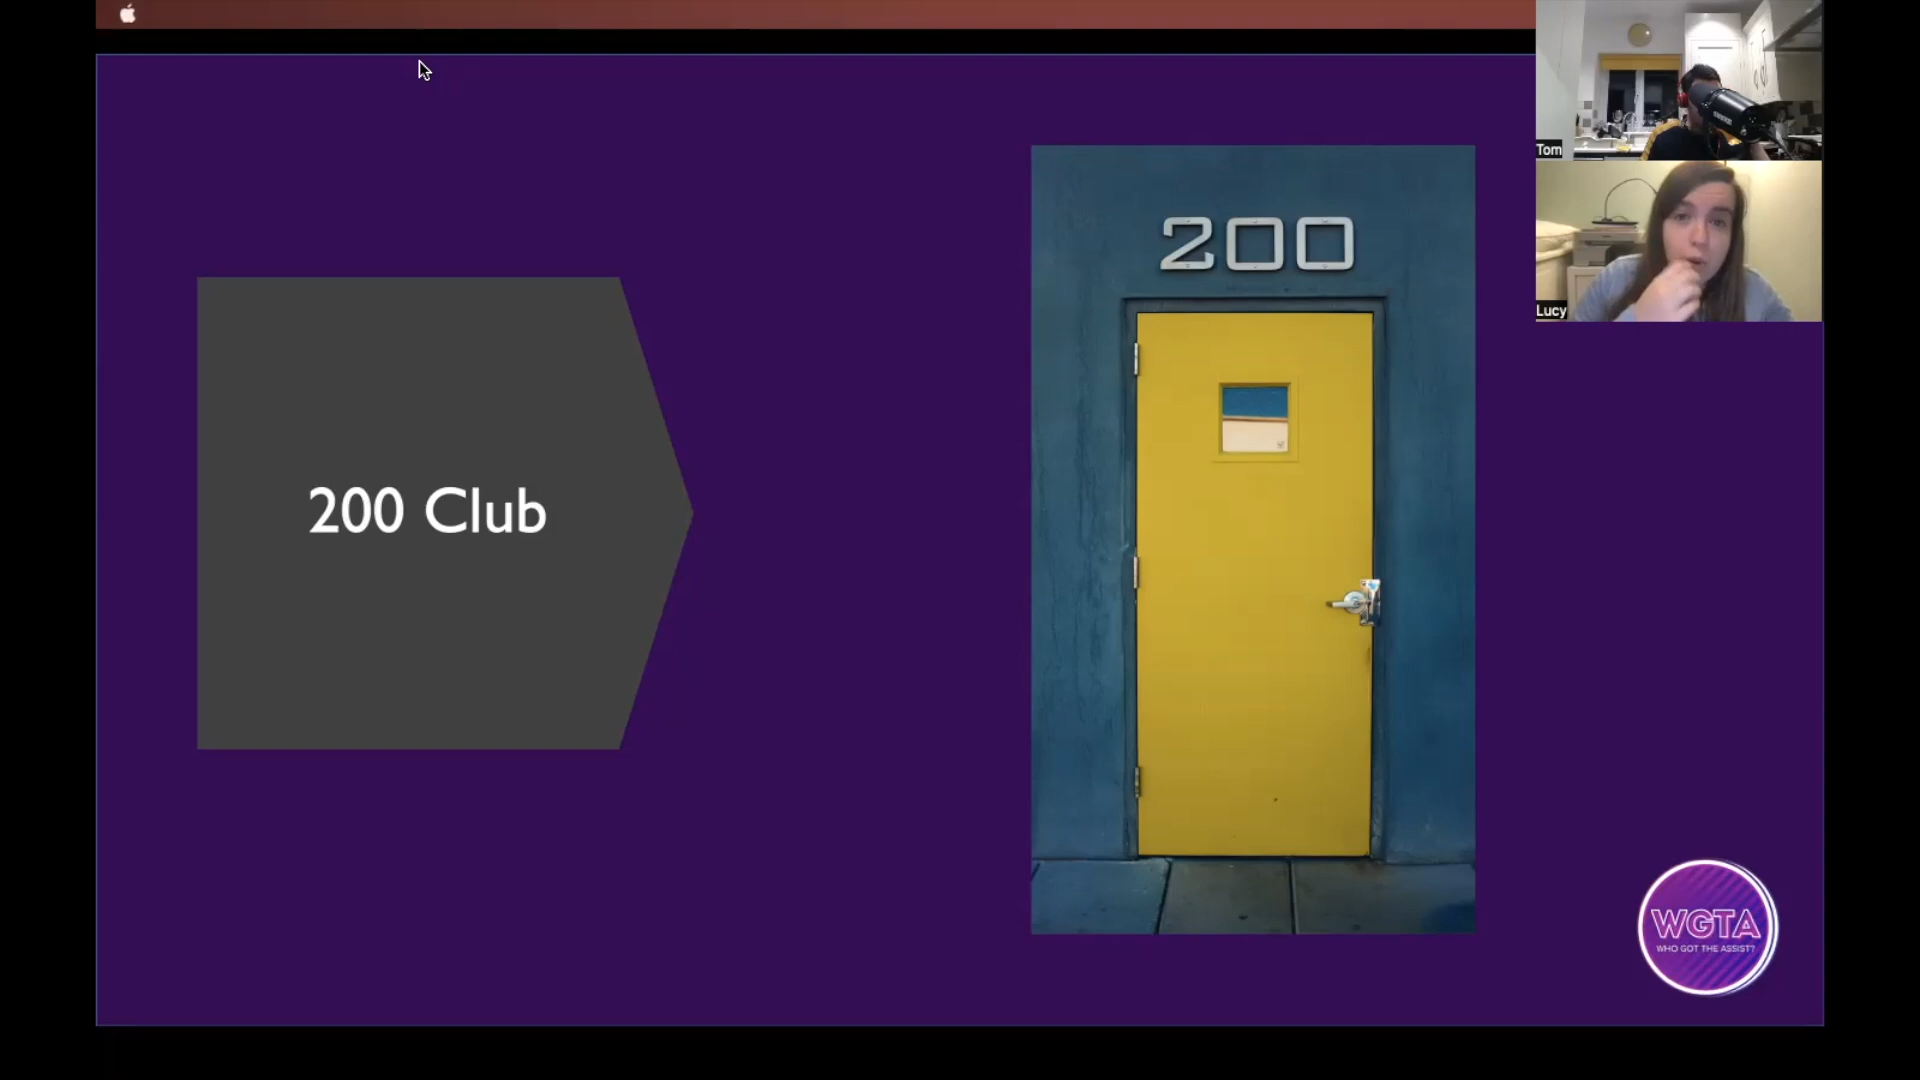 200 Club
200
Tom
Lucy
WGTA
WHO GOT THE ASSIST?